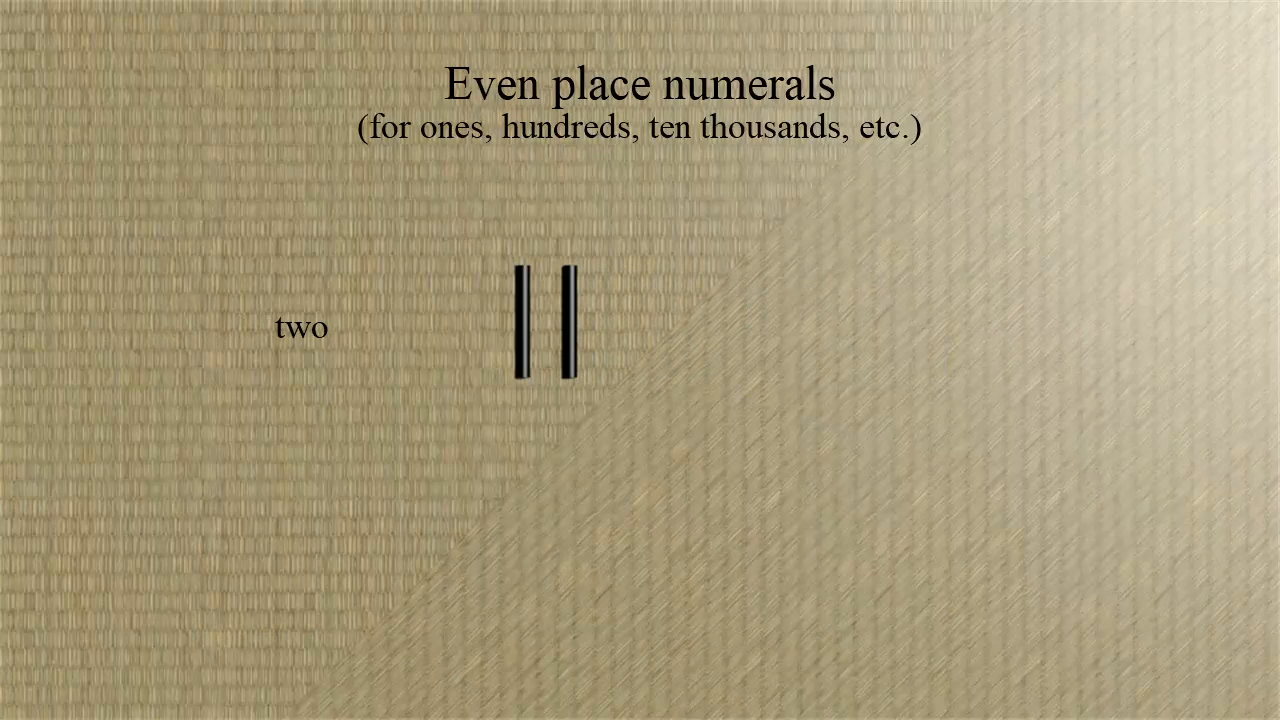 Even place numerals
(for ones, hundreds, ten thousands, etc.)
two